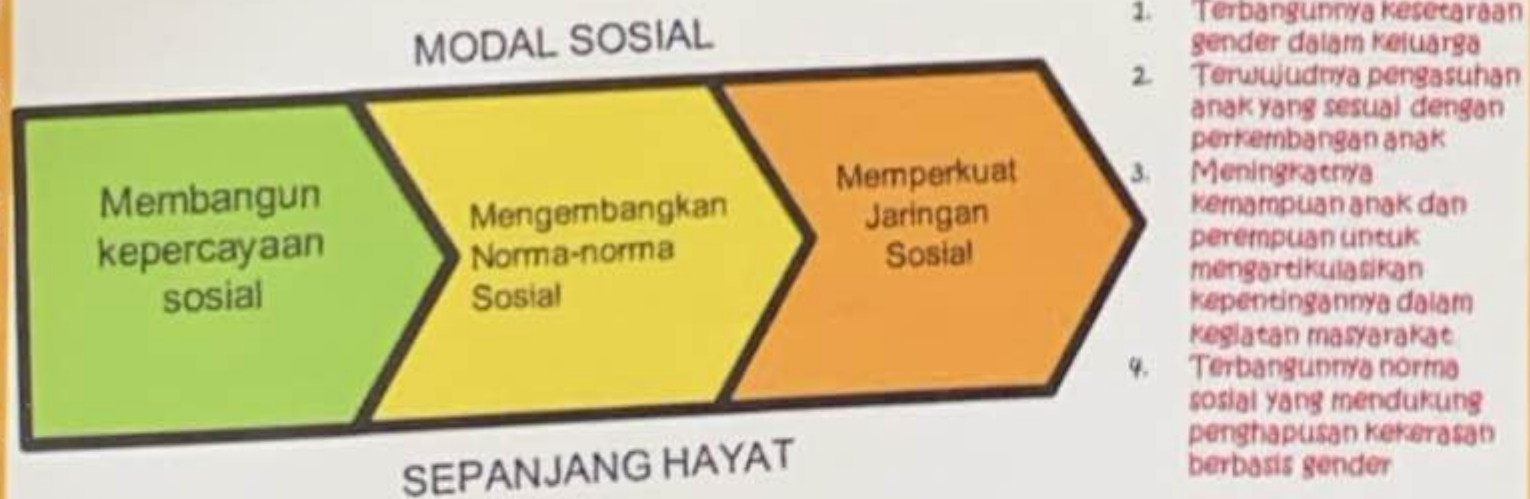 MODAL SOSIAL
Membangun
kepercayaan
sosial
Mengembangkan
Norma-norma
Sosial
Memperkuat
Jaringan
Sosial
SEPANJANG HAYAT
1. Terbangunnya kesetaraan
gender dalam keluarga
2. Terwujudnya pengasuhan
anak yang sesuai dengan
perkembangan anak
3. Meningkatnya
kemampuan anak dan
perempuan untuk
mengartikulasikan
kepentingannya dalam
kegiatan masyarakat
4. Terbangunnya norma
sosial yang mendukung
penghapusan kekerasan
berbasis gender